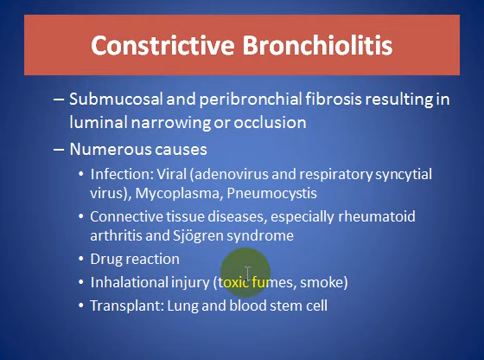 Constrictive Bronchiolitis
– Submucosal and peribronchial fibrosis resulting in
luminal narrowing or occlusion
– Numerous causes
• Infection: Viral (adenovirus and respiratory syncytial
virus), Mycoplasma, Pneumocystis
• Connective tissue diseases, especially rheumatoid
arthritis and Sjögren syndrome
• Drug reaction
• Inhalational injury (toxic fumes, smoke)
• Transplant: Lung and blood stem cell